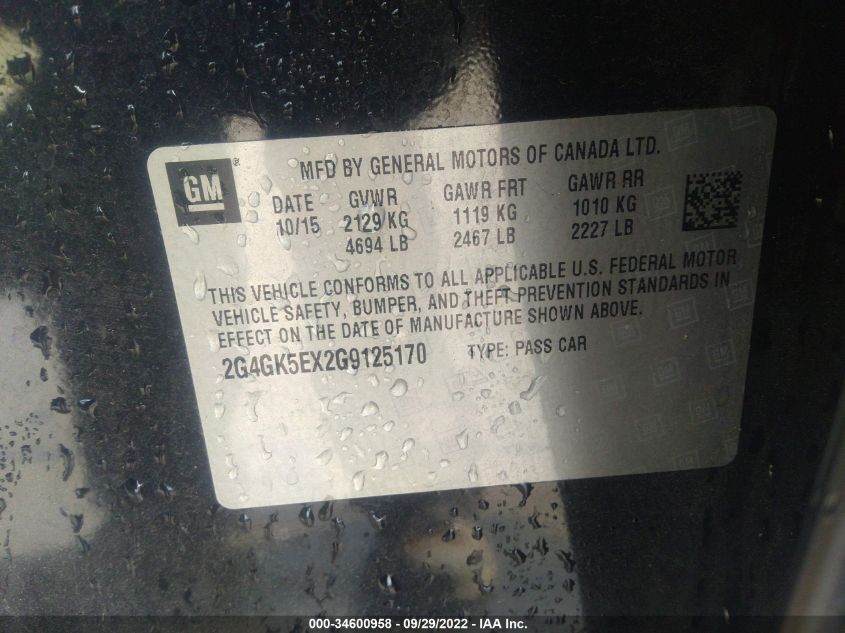 GM ®
MFD BY GENERAL MOTORS OF CANADA LTD.
DATE GVWR GAWR FRT GAWR RR
10/15 2129 KG 1119 KG 1010 KG
4694 LB 2467 LB 2227 LB
THIS VEHICLE CONFORMS TO ALL APPLICABLE U.S. FEDERAL MOTOR
VEHICLE SAFETY, BUMPER, AND THEFT PREVENTION STANDARDS IN
EFFECT ON THE DATE OF MANUFACTURE SHOWN ABOVE.
2G4GK5EX2G9125170 TYPE: PASS CAR
000-34600958 - 09/29/2022 - IAA Inc.